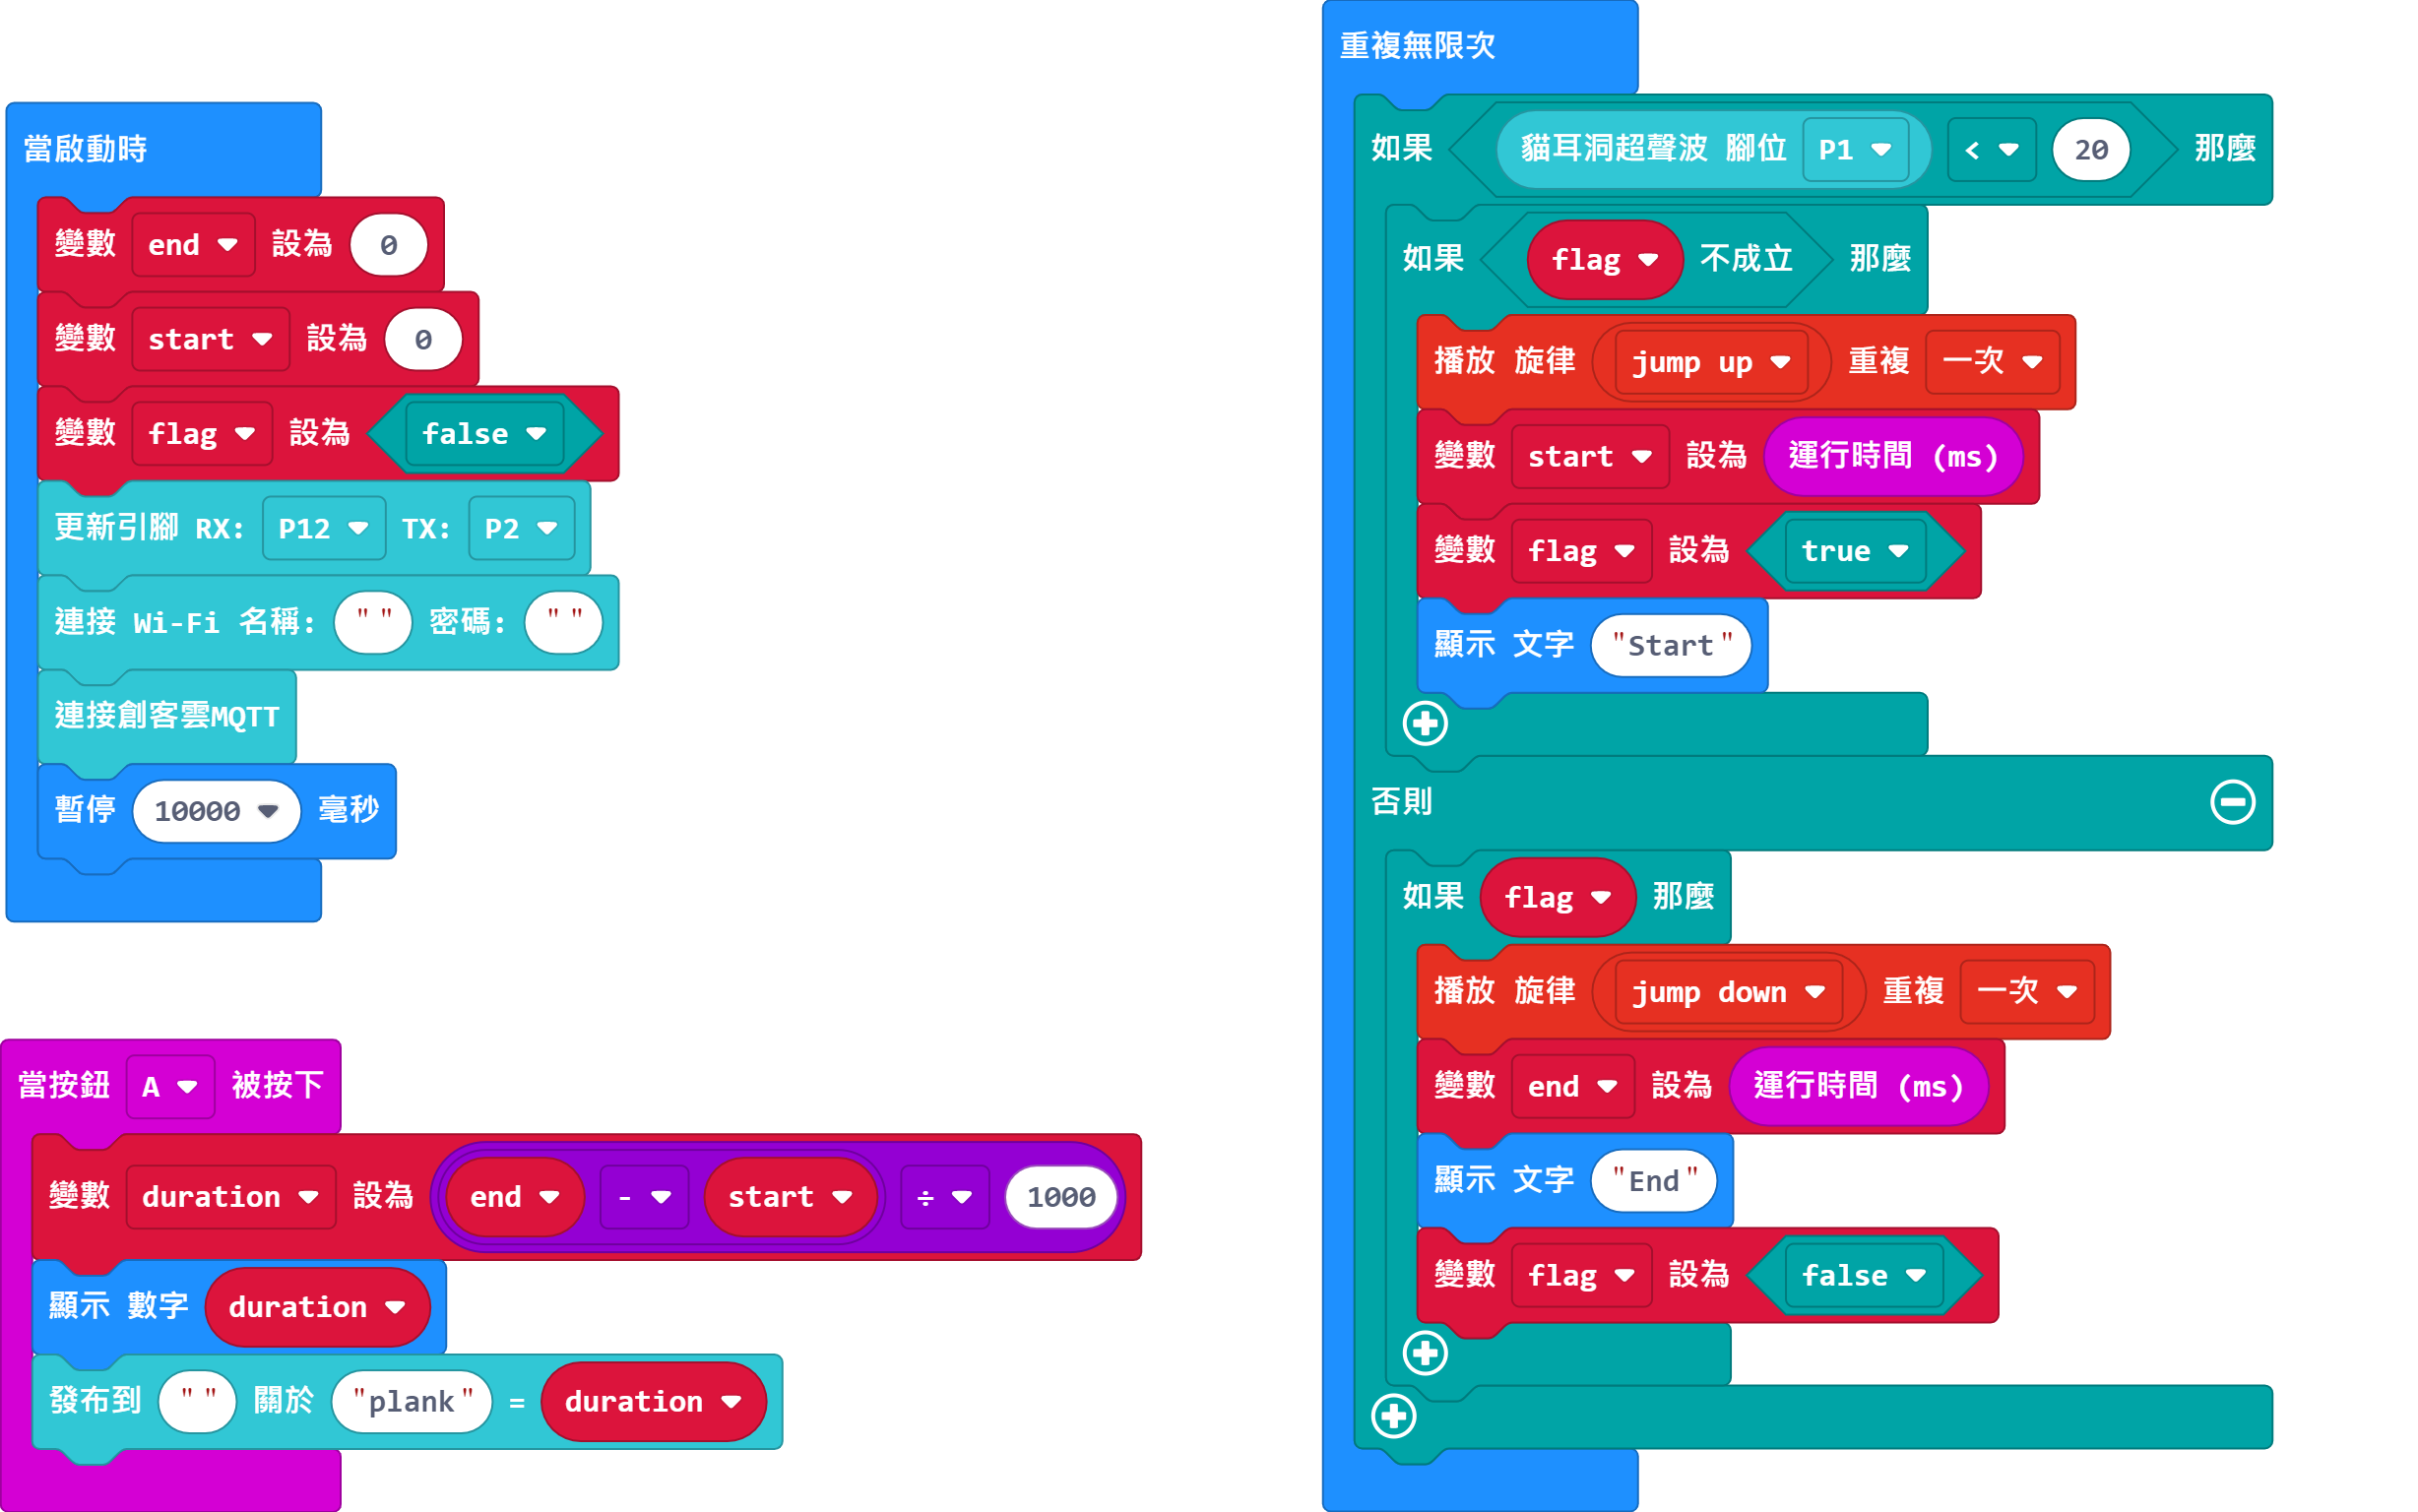 當啟動時
變數 end 設為 0
變數 start 設為 0
變數 flag 設為 false
更新引腳 RX: P12 TX: P2
連接 Wi-Fi 名稱: "" 密碼: ""
連接創客雲MQTT
暫停 10000 毫秒
當按鈕 A 被按下
變數 duration 設為 end - start ÷ 1000
顯示 數字 duration
發布到 "" 關於 "plank" = duration
重複無限次
如果 貓耳洞超聲波 腳位 P1 < 20 那麼
如果 flag 不成立 那麼
播放 旋律 jump up 重複 一次
變數 start 設為 運行時間 (ms)
變數 flag 設為 true
顯示 文字 "Start"
否則
如果 flag 那麼
播放 旋律 jump down 重複 一次
變數 end 設為 運行時間 (ms)
顯示 文字 "End"
變數 flag 設為 false